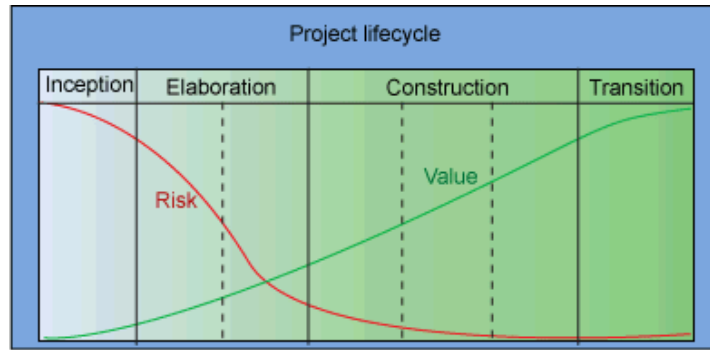 Project lifecycle
Inception Elaboration Construction Transition
Risk
Value